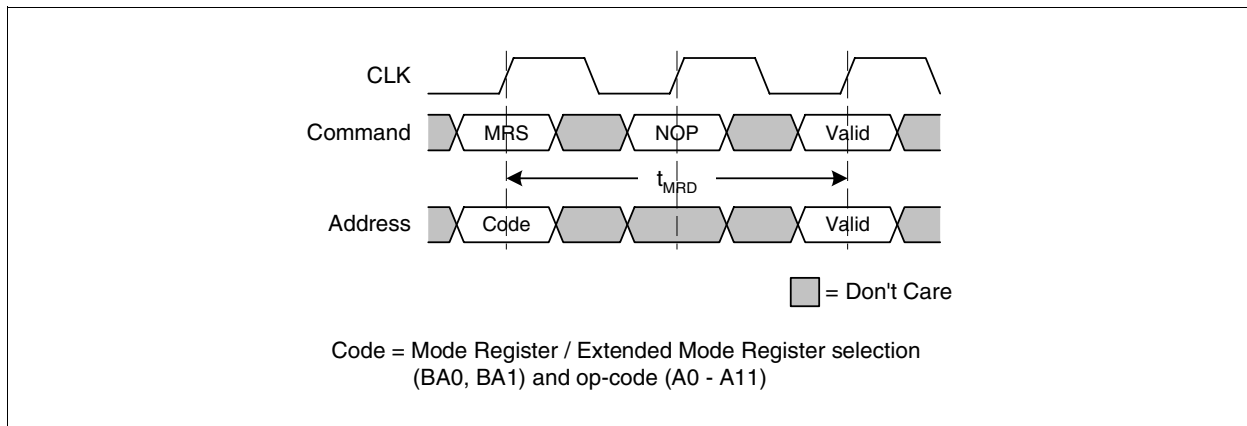 CLK
Command MRS NOP Valid
tMRD
Address Code Valid
= Don't Care
Code = Mode Register / Extended Mode Register selection
(BA0, BA1) and op-code (A0 - A11)